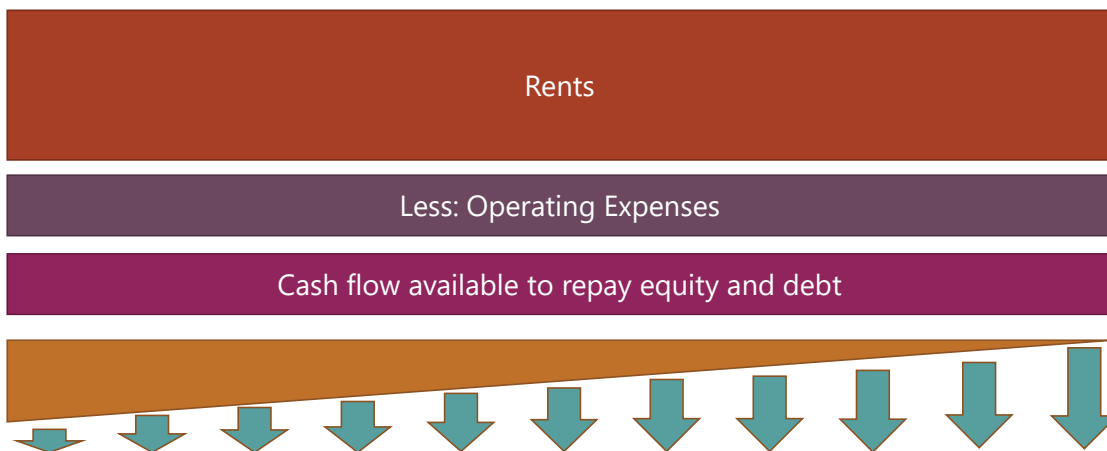 Rents
Less: Operating Expenses
Cash flow available to repay equity and debt